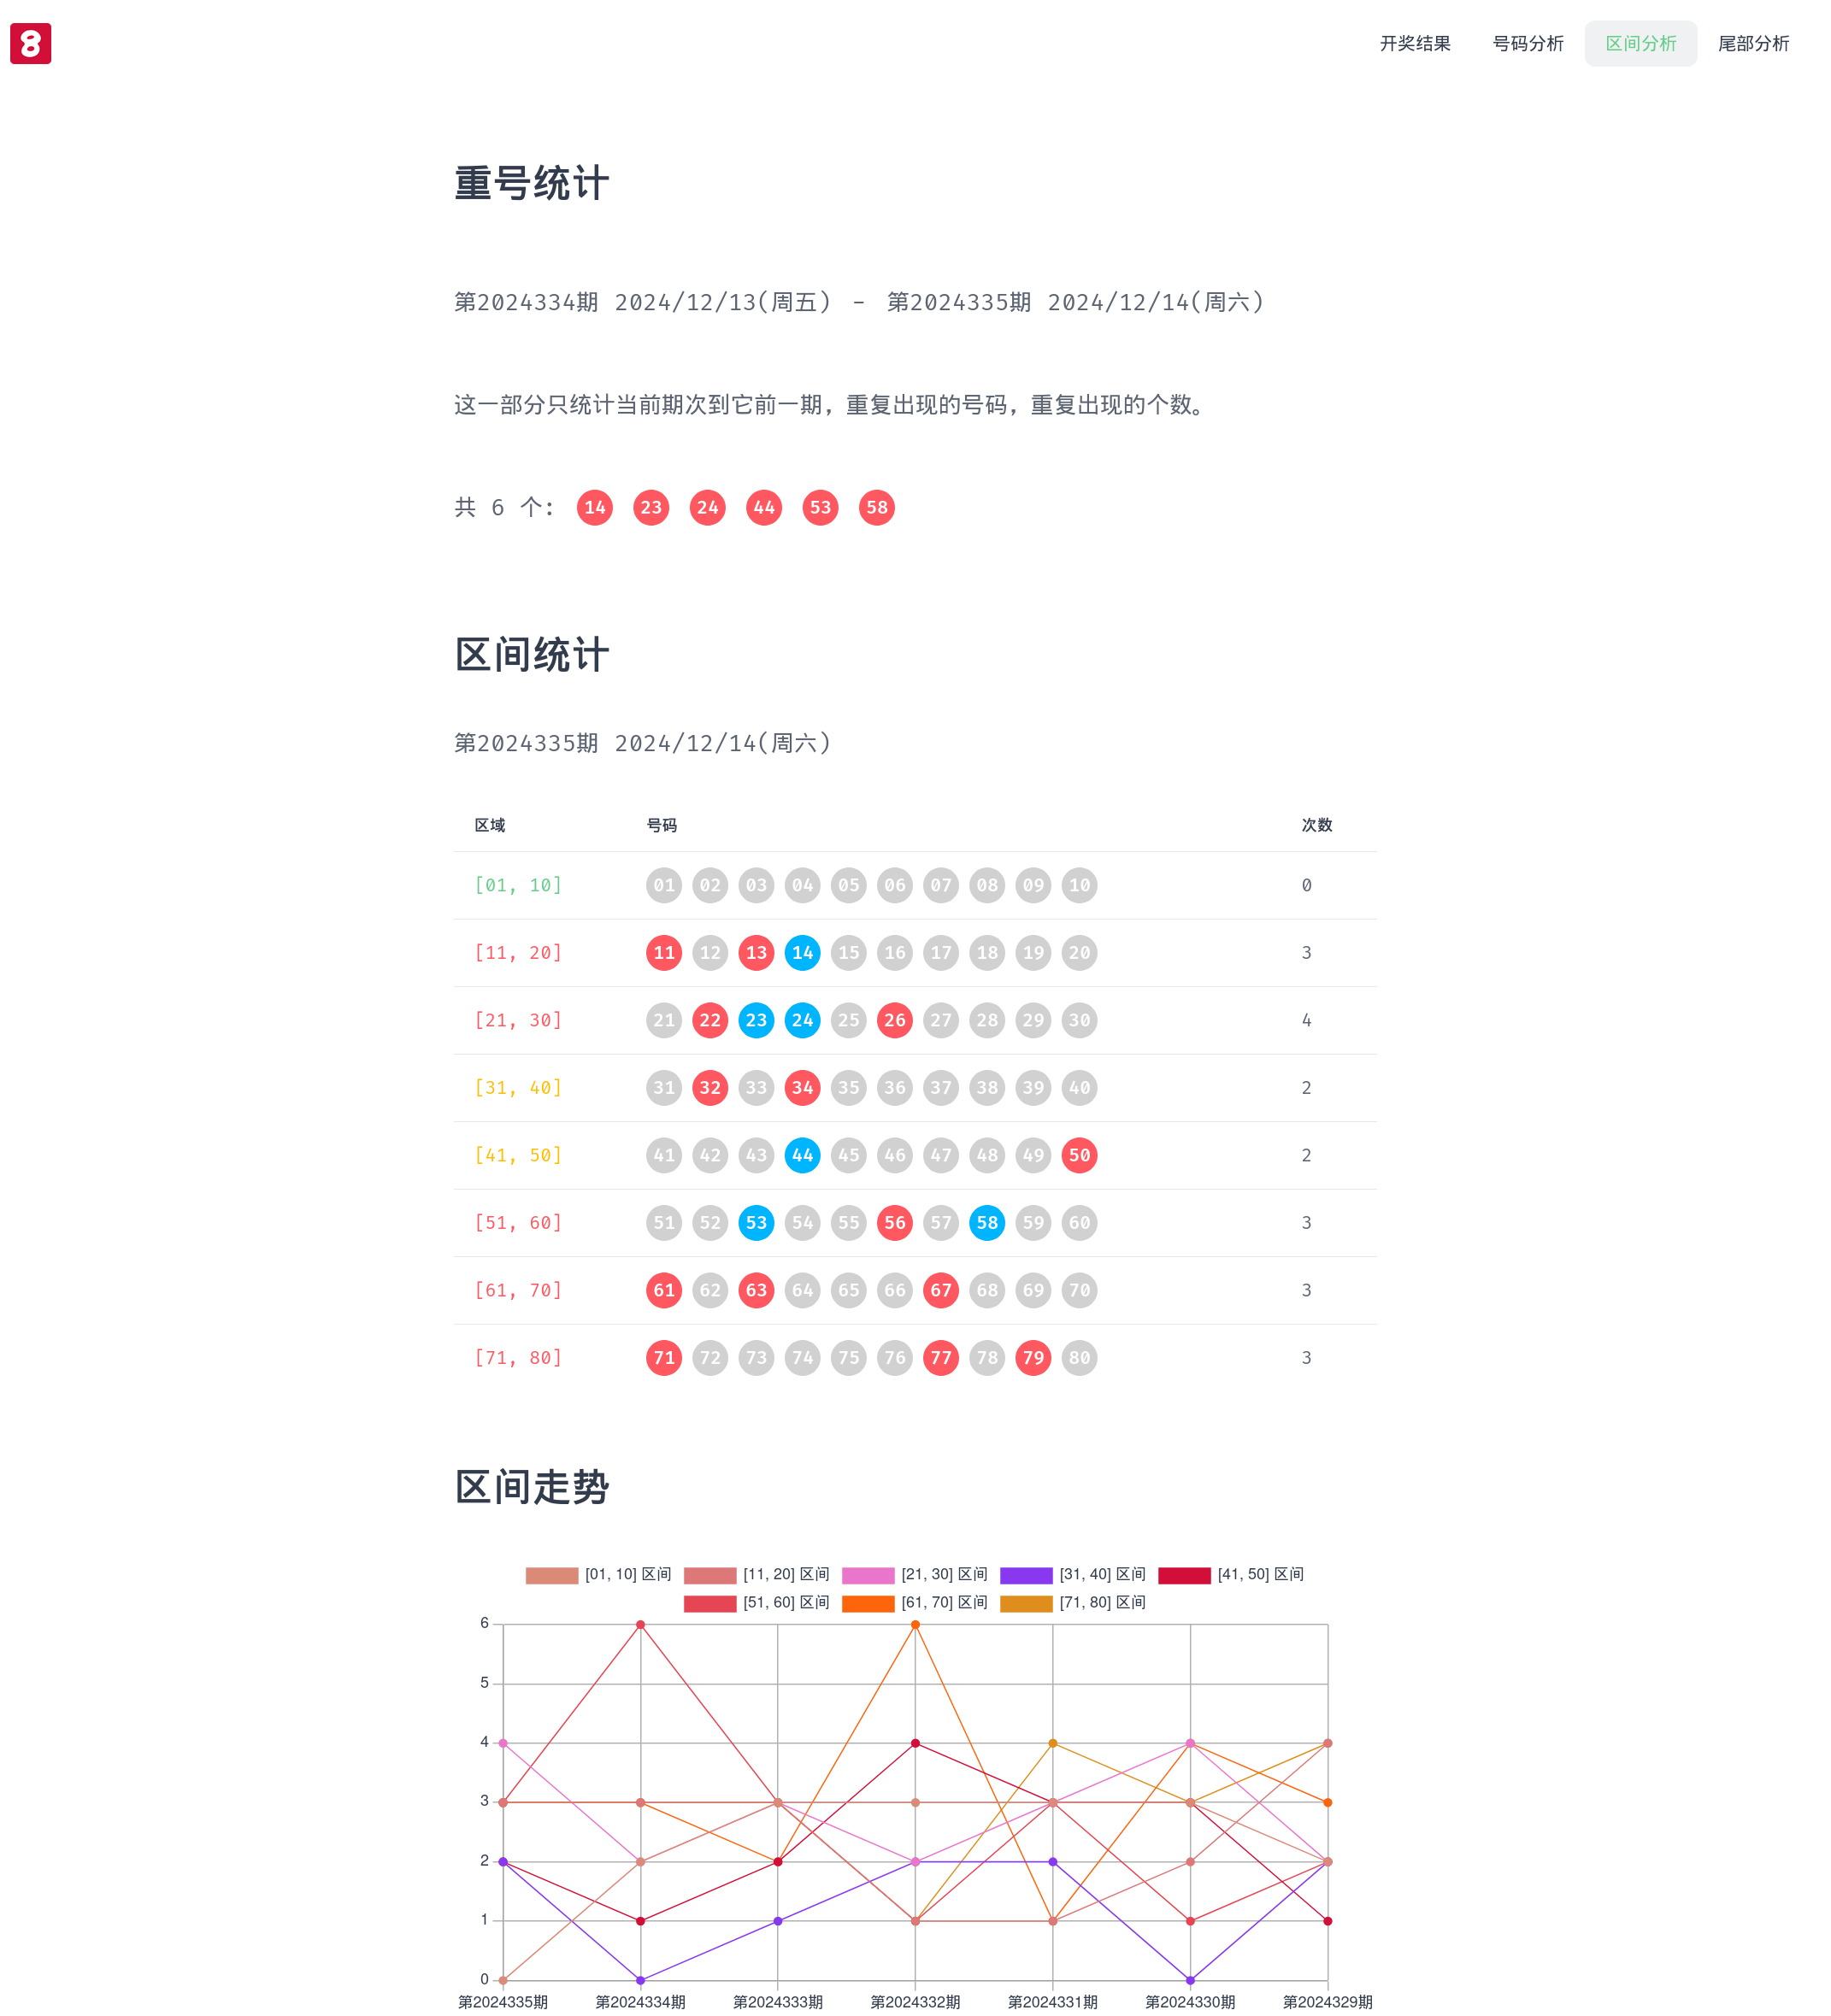 8
开奖结果 号码分析 区间分析 尾部分析
重号统计
第2024334期 2024/12/13(周五) - 第2024335期 2024/12/14(周六)
这一部分只统计当前期次到它前一期，重复出现的号码，重复出现的个数。
共 6 个: 14 23 24 44 53 58
区间统计
第2024335期 2024/12/14(周六)
区域 号码 次数
[01, 10] 01 02 03 04 05 06 07 08 09 10 0
[11, 20] 11 12 13 14 15 16 17 18 19 20 3
[21, 30] 21 22 23 24 25 26 27 28 29 30 4
[31, 40] 31 32 33 34 35 36 37 38 39 40 2
[41, 50] 41 42 43 44 45 46 47 48 49 50 2
[51, 60] 51 52 53 54 55 56 57 58 59 60 3
[61, 70] 61 62 63 64 65 66 67 68 69 70 3
[71, 80] 71 72 73 74 75 76 77 78 79 80 3
区间走势
[01, 10] 区间 [11, 20] 区间 [21, 30] 区间 [31, 40] 区间 [41, 50] 区间
[51, 60] 区间 [61, 70] 区间 [71, 80] 区间
6
5
4
3
2
1
0
第2024335期 第2024334期 第2024333期 第2024332期 第2024331期 第2024330期 第2024329期